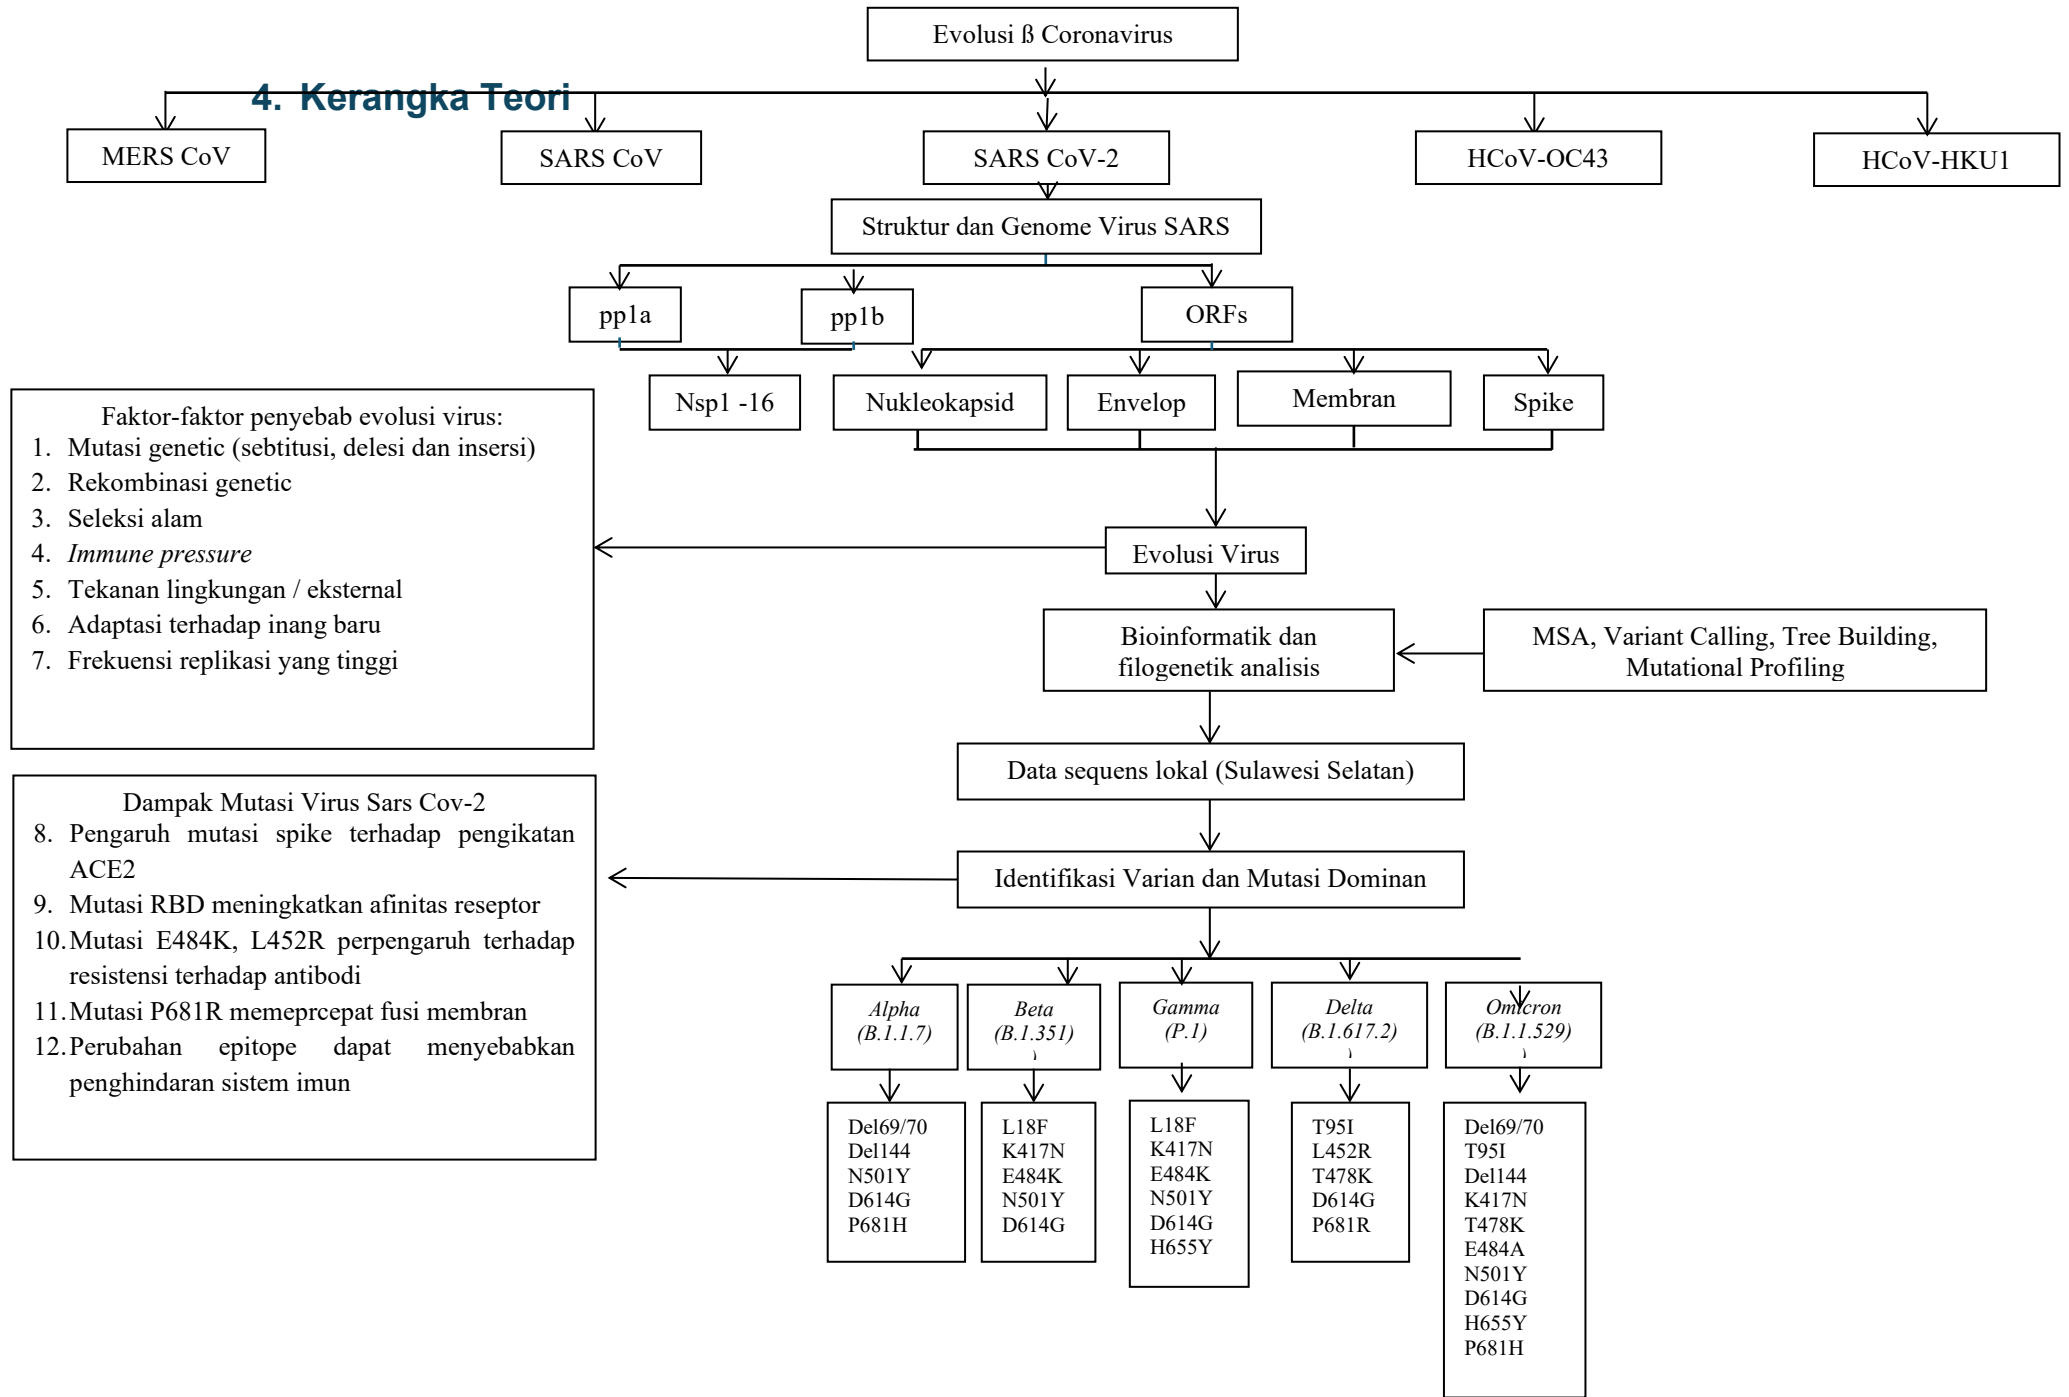 Evolusi ß Coronavirus
4. Kerangka Teori
MERS CoV
SARS CoV
SARS CoV-2
HCoV-OC43
HCoV-HKU1
Struktur dan Genome Virus SARS
pp1a
pp1b
ORFs
Nsp1 -16
Nukleokapsid
Envelop
Membran
Spike
Faktor-faktor penyebab evolusi virus:
1. Mutasi genetic (sebtitusi, delesi dan insersi)
2. Rekombinasi genetic
3. Seleksi alam
4. Immune pressure
5. Tekanan lingkungan / eksternal
6. Adaptasi terhadap inang baru
7. Frekuensi replikasi yang tinggi
Evolusi Virus
Bioinformatik dan
filogenetik analisis
MSA, Variant Calling, Tree Building,
Mutational Profiling
Data sequens lokal (Sulawesi Selatan)
Dampak Mutasi Virus Sars Cov-2
8. Pengaruh mutasi spike terhadap pengikatan
ACE2
9. Mutasi RBD meningkatkan afinitas reseptor
10. Mutasi E484K, L452R perpengaruh terhadap
resistensi terhadap antibodi
11. Mutasi P681R memeprcepat fusi membran
12. Perubahan epitope dapat menyebabkan
penghindaran sistem imun
Identifikasi Varian dan Mutasi Dominan
Alpha
(B.1.1.7)
Beta
(B.1.351)
)
Gamma
(P.1)
Delta
(B.1.617.2)
)
Omicron
(B.1.1.529)
)
Del69/70
Del144
N501Y
D614G
P681H
L18F
K417N
E484K
N501Y
D614G
L18F
K417N
E484K
N501Y
D614G
H655Y
T95I
L452R
T478K
D614G
P681R
Del69/70
T95I
Del144
K417N
T478K
E484A
N501Y
D614G
H655Y
P681H